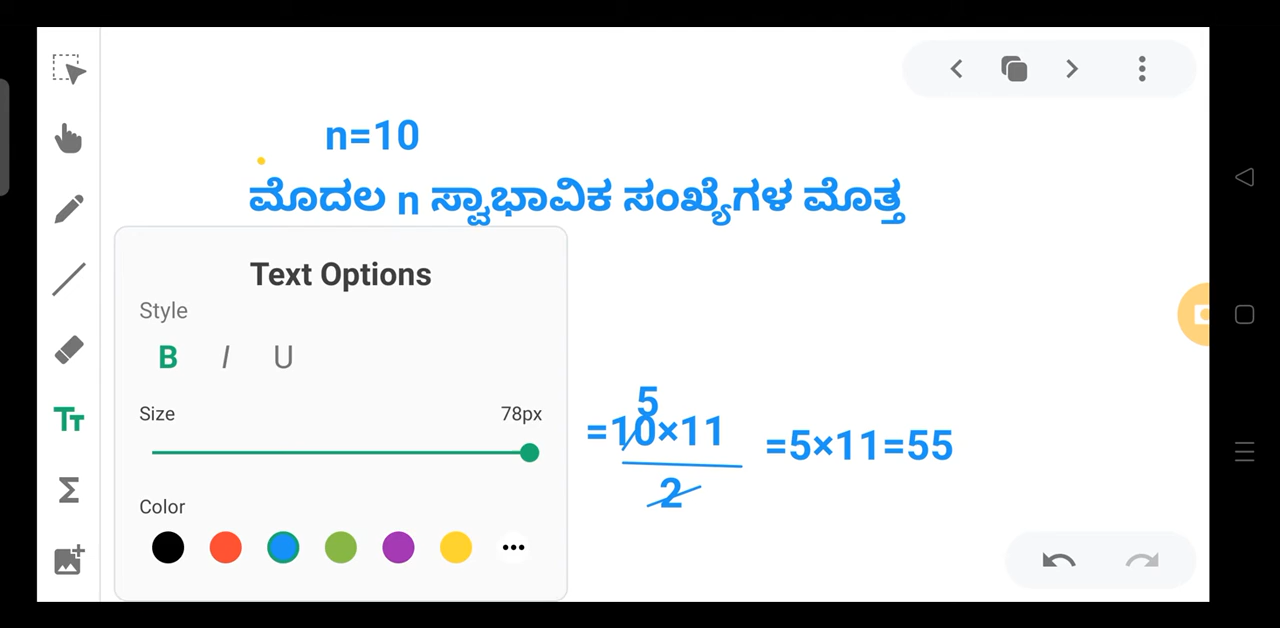 n=10
ಮೊದಲ n ಸ್ವಾಭಾವಿಕ ಸಂಖ್ಯೆಗಳ ಮೊತ್ತ
Text Options
Style
B I U
Size 78px
Color
5
=10×11 =5×11=55
2